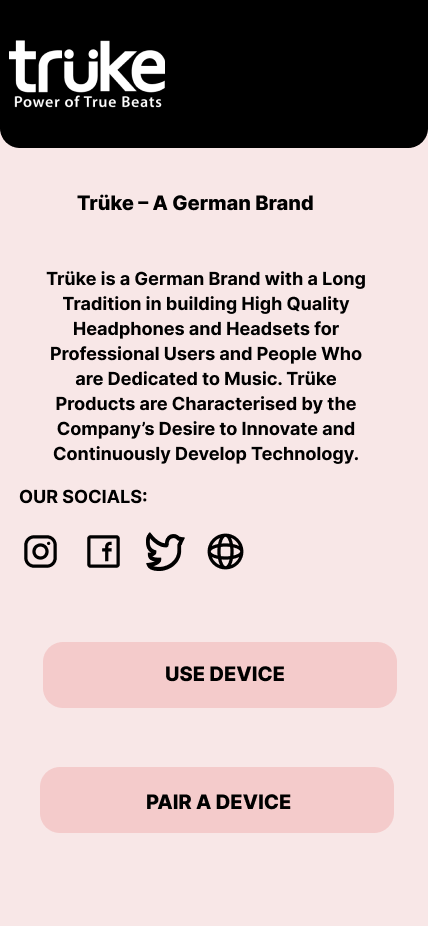 trüke
Power of True Beats
Trüke – A German Brand
Trüke is a German Brand with a Long
Tradition in building High Quality
Headphones and Headsets for
Professional Users and People Who
are Dedicated to Music. Trüke
Products are Characterised by the
Company’s Desire to Innovate and
Continuously Develop Technology.
OUR SOCIALS:
USE DEVICE
PAIR A DEVICE